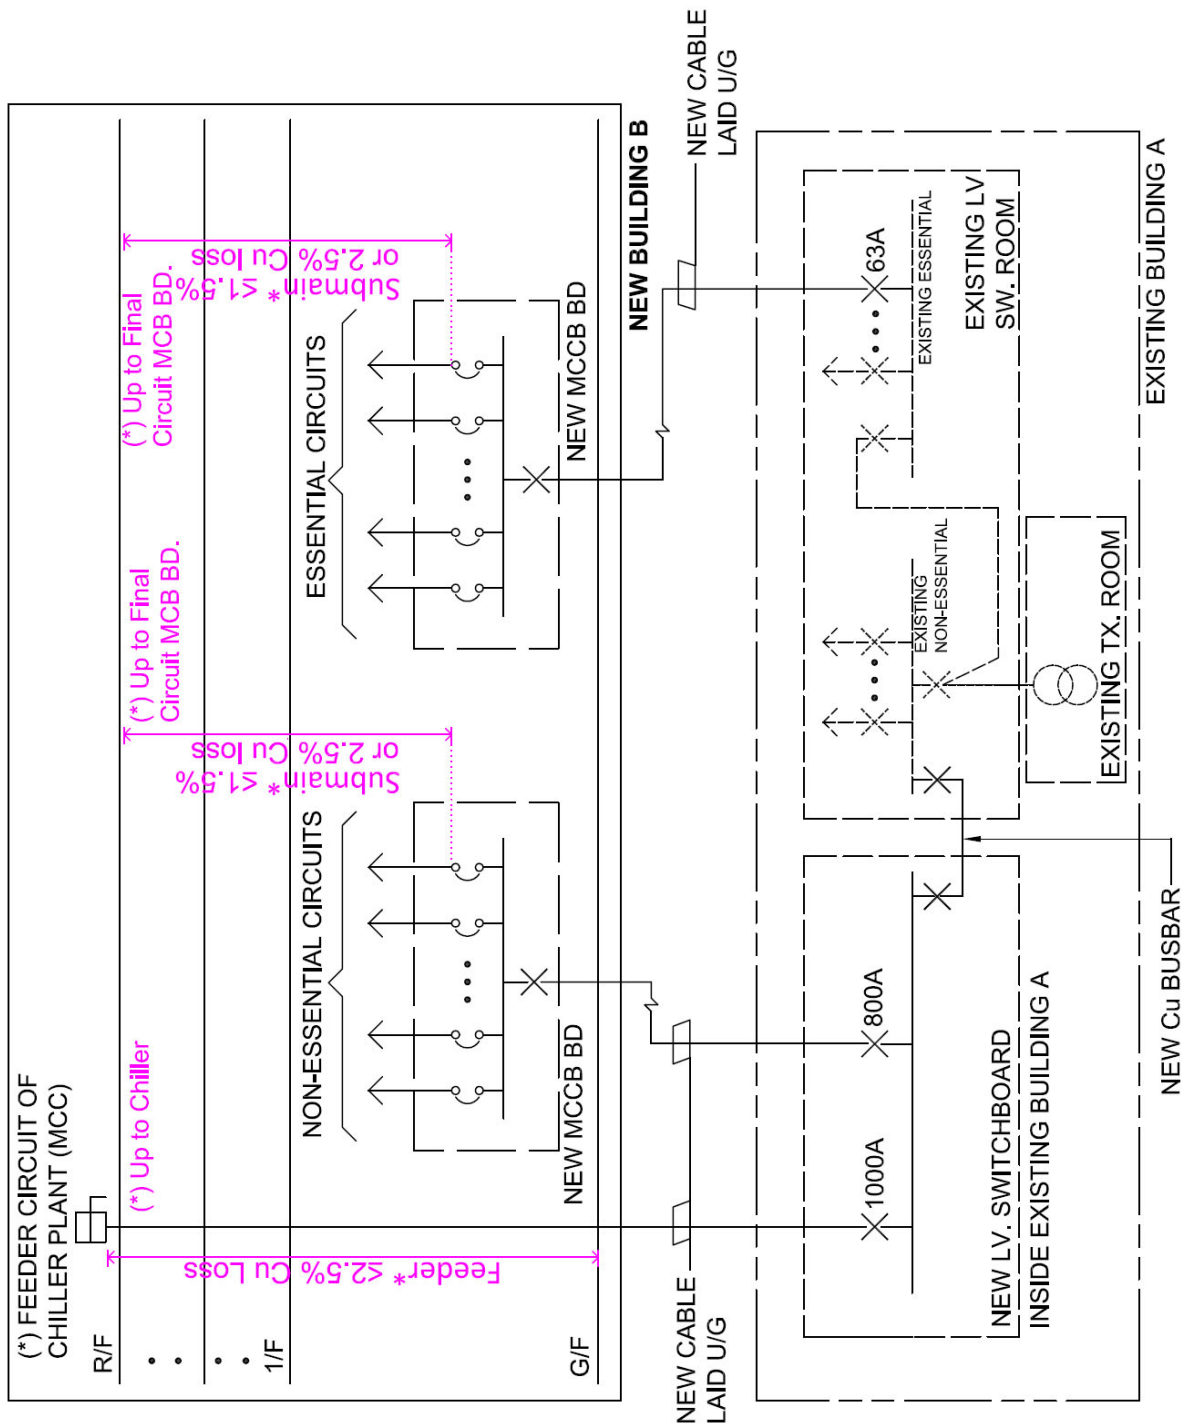 (*) FEEDER CIRCUIT OF
CHILLER PLANT (MCC)
R/F
1/F
G/F
(*) Up to Chiller
Feeder* ≤2.5% Cu Loss
(*) Up to Final
Circuit MCB BD.
Submain* ≤1.5%
or 2.5% Cu loss
(*) Up to Final
Circuit MCB BD.
Submain* ≤1.5%
or 2.5% Cu loss
NON-ESSENTIAL CIRCUITS
NEW MCCB BD
ESSENTIAL CIRCUITS
NEW MCCB BD
NEW BUILDING B
NEW CABLE
LAID U/G
NEW CABLE
LAID U/G
1000A
800A
NEW LV. SWITCHBOARD
INSIDE EXISTING BUILDING A
NEW Cu BUSBAR
EXISTING
NON-ESSENTIAL
63A
EXISTING ESSENTIAL
EXISTING LV
SW. ROOM
EXISTING TX. ROOM
EXISTING BUILDING A